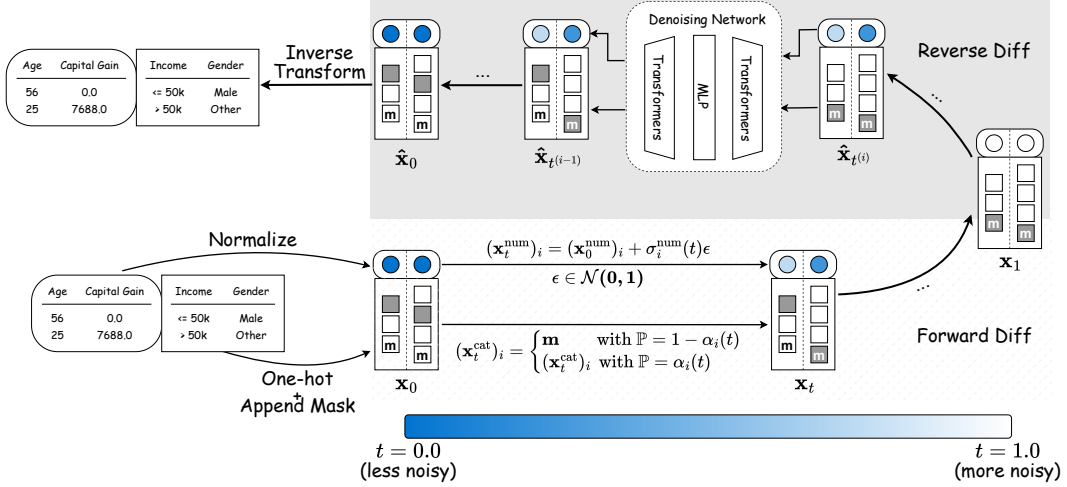 Denoising Network
Transformers
MLP
Transformers
Reverse Diff
Inverse
Transform
...
...
Age Capital Gain Income Gender
56 0.0 <= 50k Male
25 7688.0 > 50k Other
m m
m m
m m
m m
m m
x̂₀
x̂_{t^{(i-1)}}
x̂_{t^{(i)}}
x₁
Normalize
(x_t^{num})_i = (x_0^{num})_i + σ_i^{num}(t)ϵ
ϵ ∈ 𝒩(0, 1)
Age Capital Gain Income Gender
56 0.0 <= 50k Male
25 7688.0 > 50k Other
m m
m m
(x_t^{cat})_i = { m with ℙ = 1 − α_i(t)
(x_t^{cat})_i with ℙ = α_i(t)
...
Forward Diff
One-hot
+
Append Mask
x₀
x_t
t = 0.0
(less noisy)
t = 1.0
(more noisy)